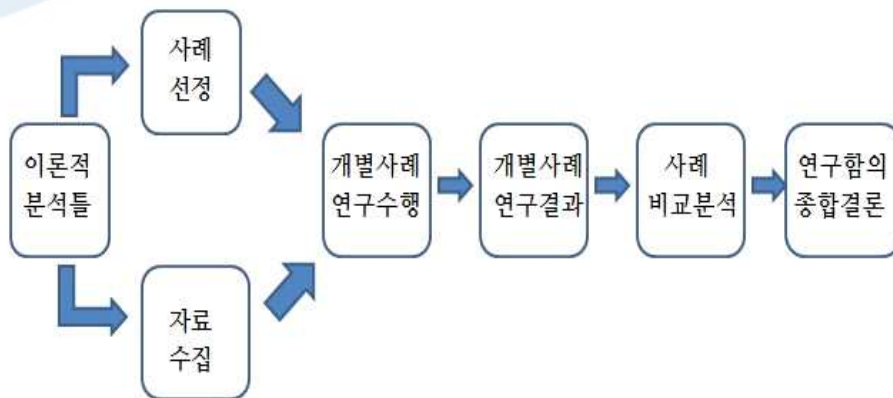 이론적
분석틀
사례
선정
자료
수집
개별사례
연구수행
개별사례
연구결과
사례
비교분석
연구함의
종합결론